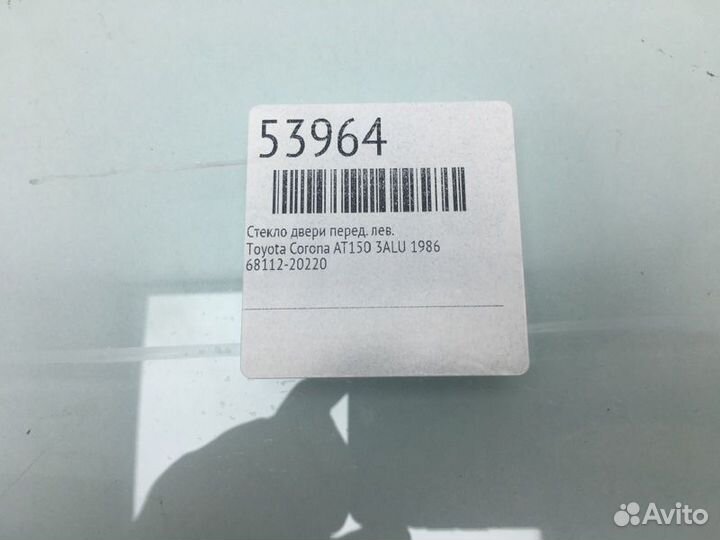 53964
Стекло двери перед. лев.
Toyota Corona AT150 3ALU 1986
68112-20220
Avito